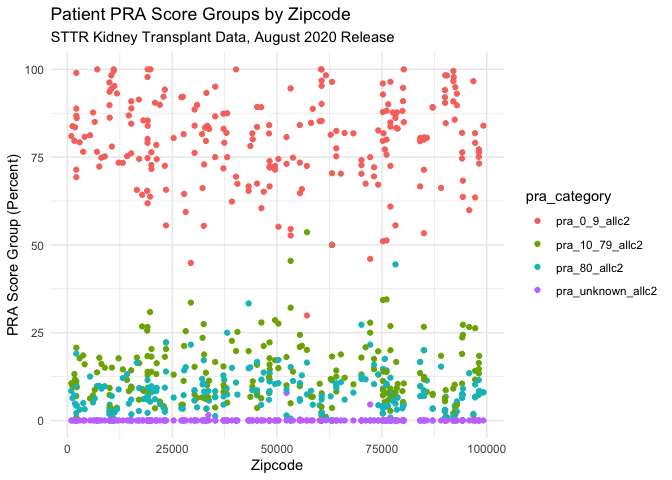 Patient PRA Score Groups by Zipcode
STTR Kidney Transplant Data, August 2020 Release
PRA Score Group (Percent)
100
75
50
25
0
0
25000
50000
75000
100000
Zipcode
pra_category
pra_0_9_allc2
pra_10_79_allc2
pra_80_allc2
pra_unknown_allc2